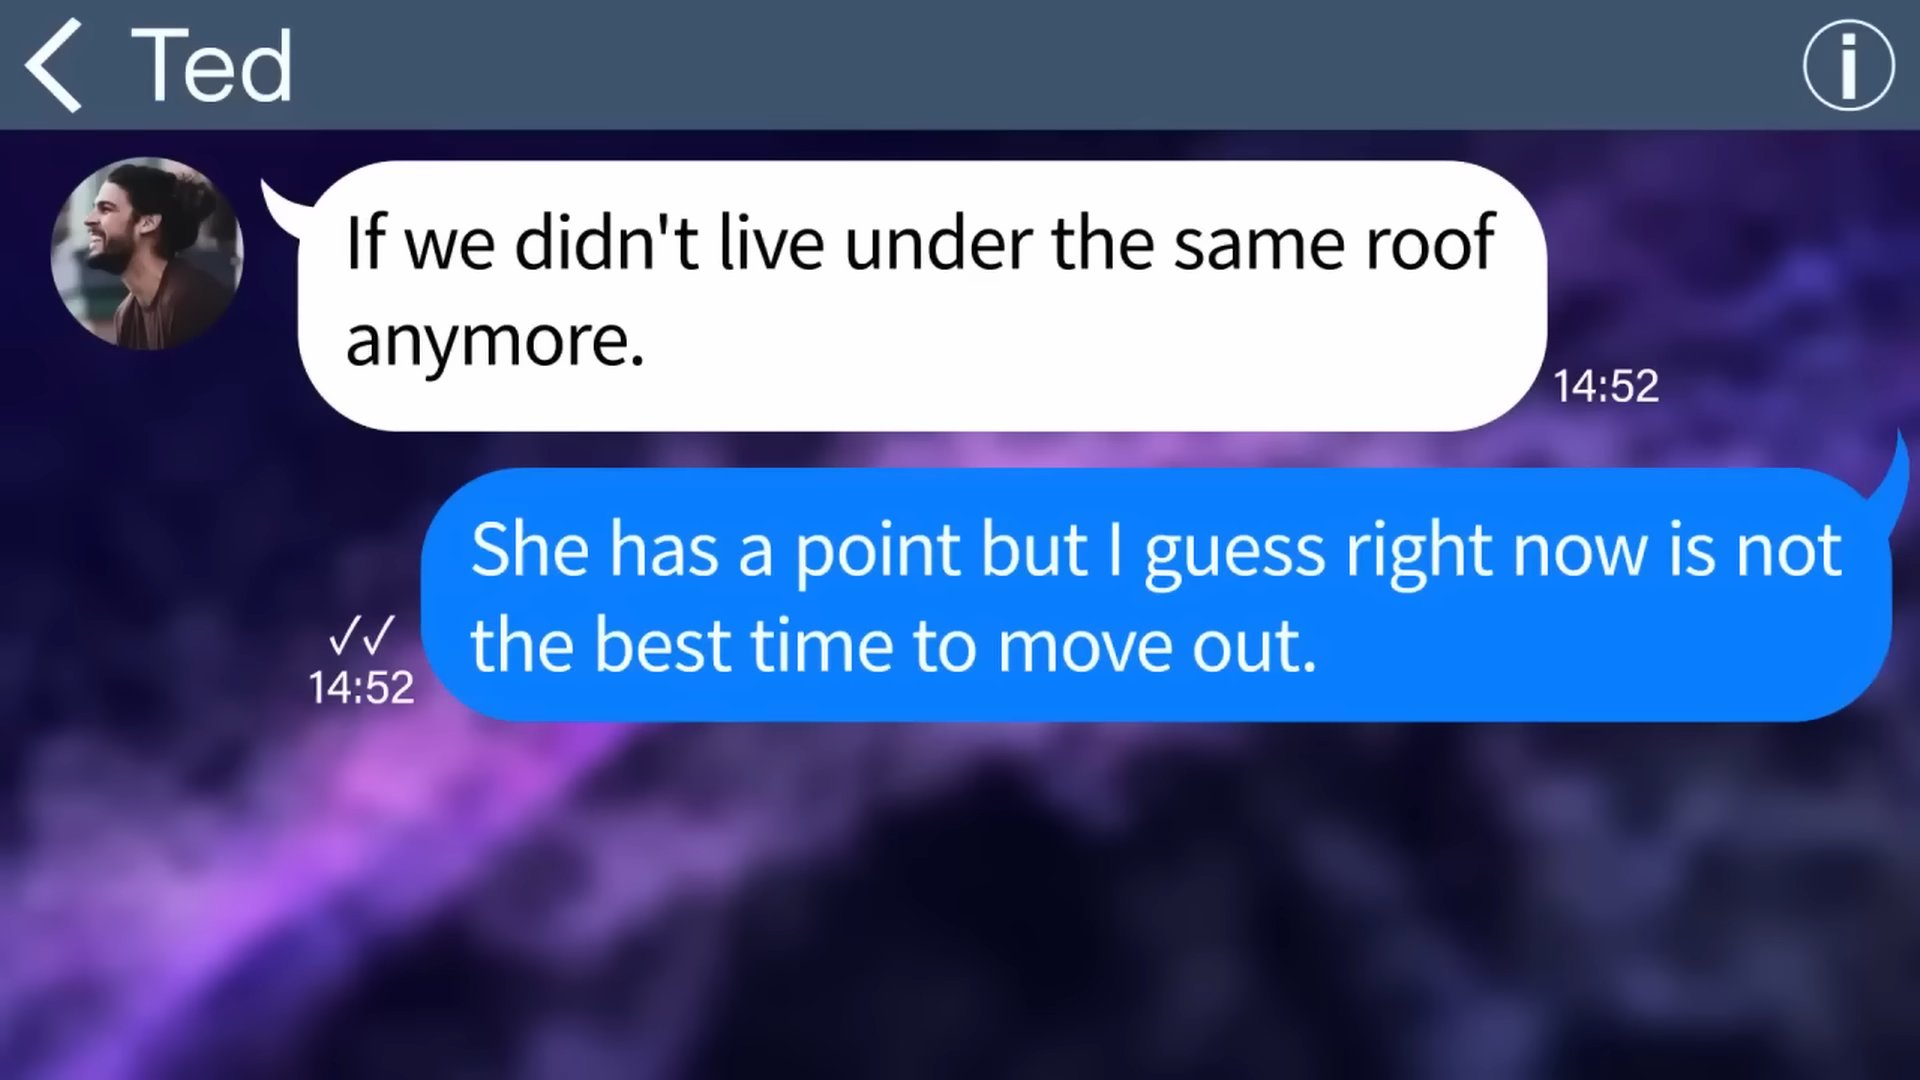 Ted
If we didn't live under the same roof
anymore.
14:52
She has a point but I guess right now is not
the best time to move out.
14:52